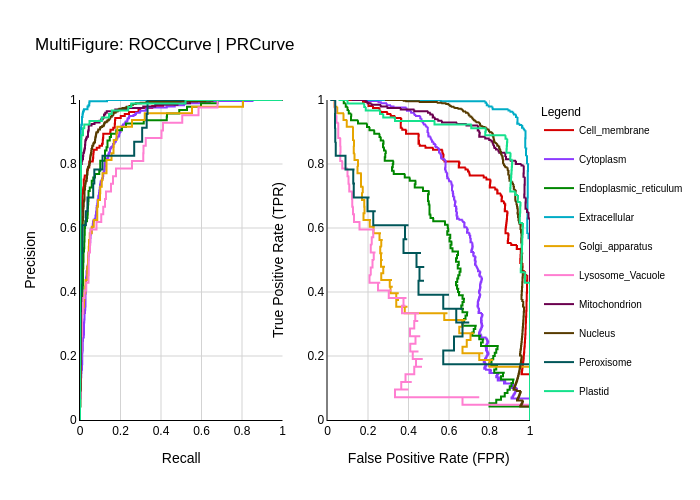 MultiFigure: ROCCurve | PRCurve
Precision
1
0.8
0.6
0.4
0.2
0
0
0.2
0.4
0.6
0.8
1
Recall
True Positive Rate (TPR)
1
0.8
0.6
0.4
0.2
0
0
0.2
0.4
0.6
0.8
1
False Positive Rate (FPR)
Legend
Cell_membrane
Cytoplasm
Endoplasmic_reticulum
Extracellular
Golgi_apparatus
Lysosome_Vacuole
Mitochondrion
Nucleus
Peroxisome
Plastid